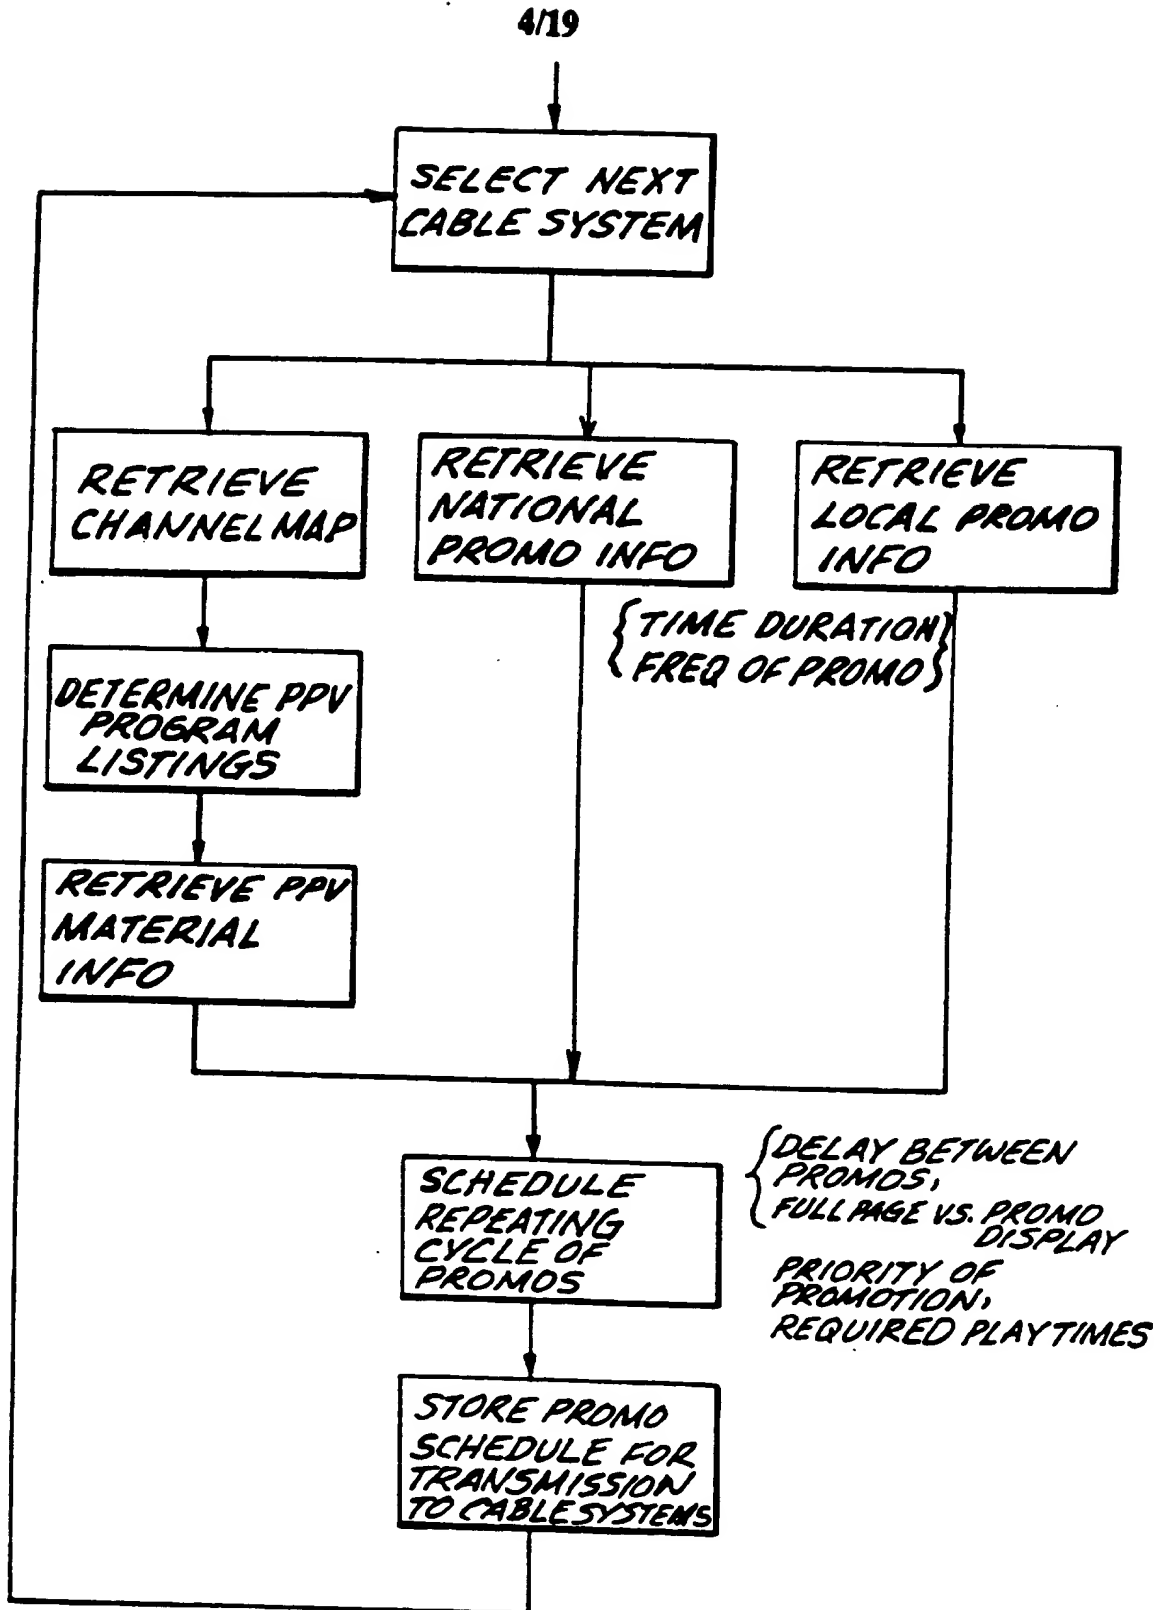 4/19
SELECT NEXT
CABLE SYSTEM
RETRIEVE
CHANNEL MAP
RETRIEVE
NATIONAL
PROMO INFO
RETRIEVE
LOCAL PROMO
INFO
TIME DURATION
FREQ OF PROMO
DETERMINE PPV
PROGRAM
LISTINGS
RETRIEVE PPV
MATERIAL
INFO
SCHEDULE
REPEATING
CYCLE OF
PROMOS
DELAY BETWEEN
PROMOS,
FULL PAGE VS. PROMO
DISPLAY
PRIORITY OF
PROMOTION,
REQUIRED PLAYTIMES
STORE PROMO
SCHEDULE FOR
TRANSMISSION
TO CABLE SYSTEMS